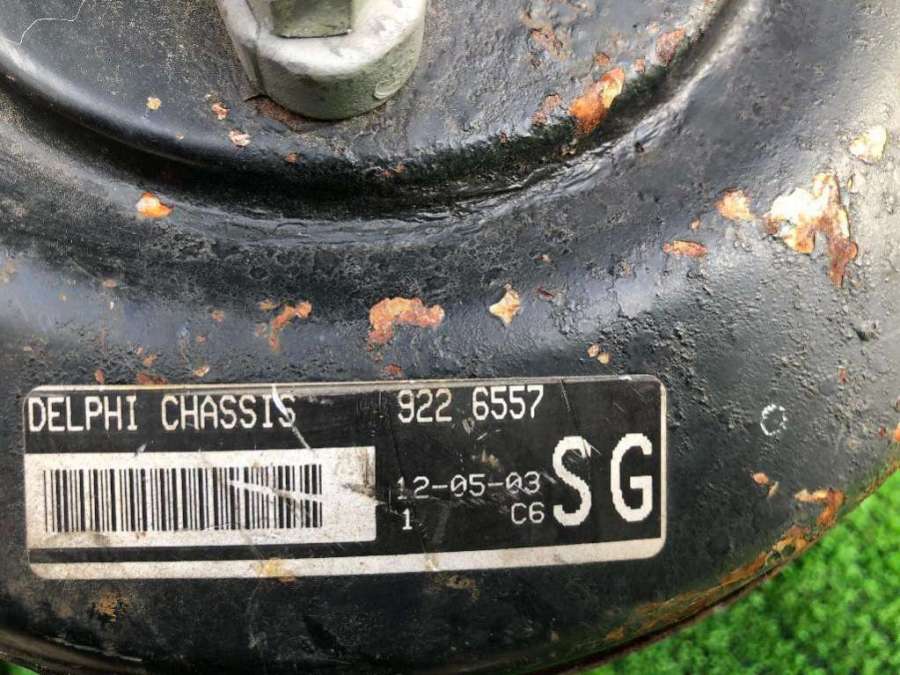 DELPHI CHASSIS 922 6557
12-05-03
1 C6
SG